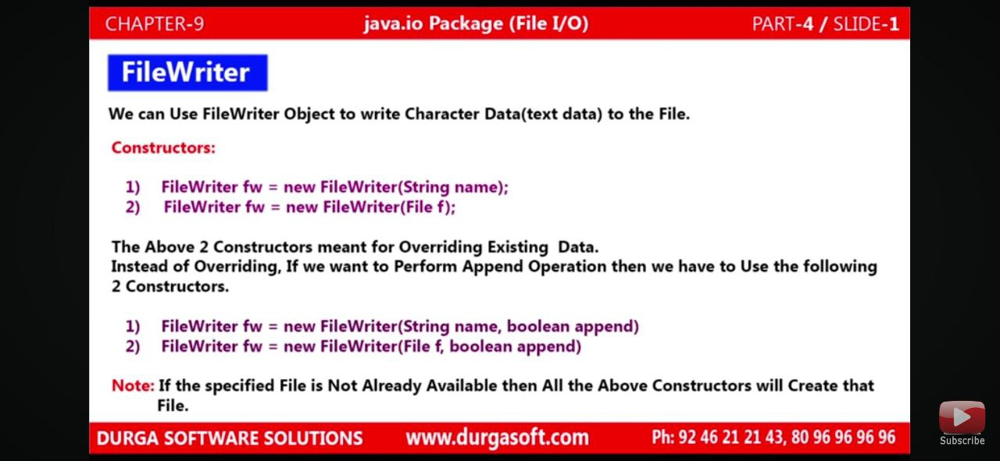 CHAPTER-9 java.io Package (File I/O) PART-4 / SLIDE-1
FileWriter
We can Use FileWriter Object to write Character Data(text data) to the File.
Constructors:
1) FileWriter fw = new FileWriter(String name);
2) FileWriter fw = new FileWriter(File f);
The Above 2 Constructors meant for Overriding Existing Data.
Instead of Overriding, If we want to Perform Append Operation then we have to Use the following
2 Constructors.
1) FileWriter fw = new FileWriter(String name, boolean append)
2) FileWriter fw = new FileWriter(File f, boolean append)
Note: If the specified File is Not Already Available then All the Above Constructors will Create that
File.
DURGA SOFTWARE SOLUTIONS www.durgasoft.com Ph: 92 46 21 21 43, 80 96 96 96 96
Subscribe